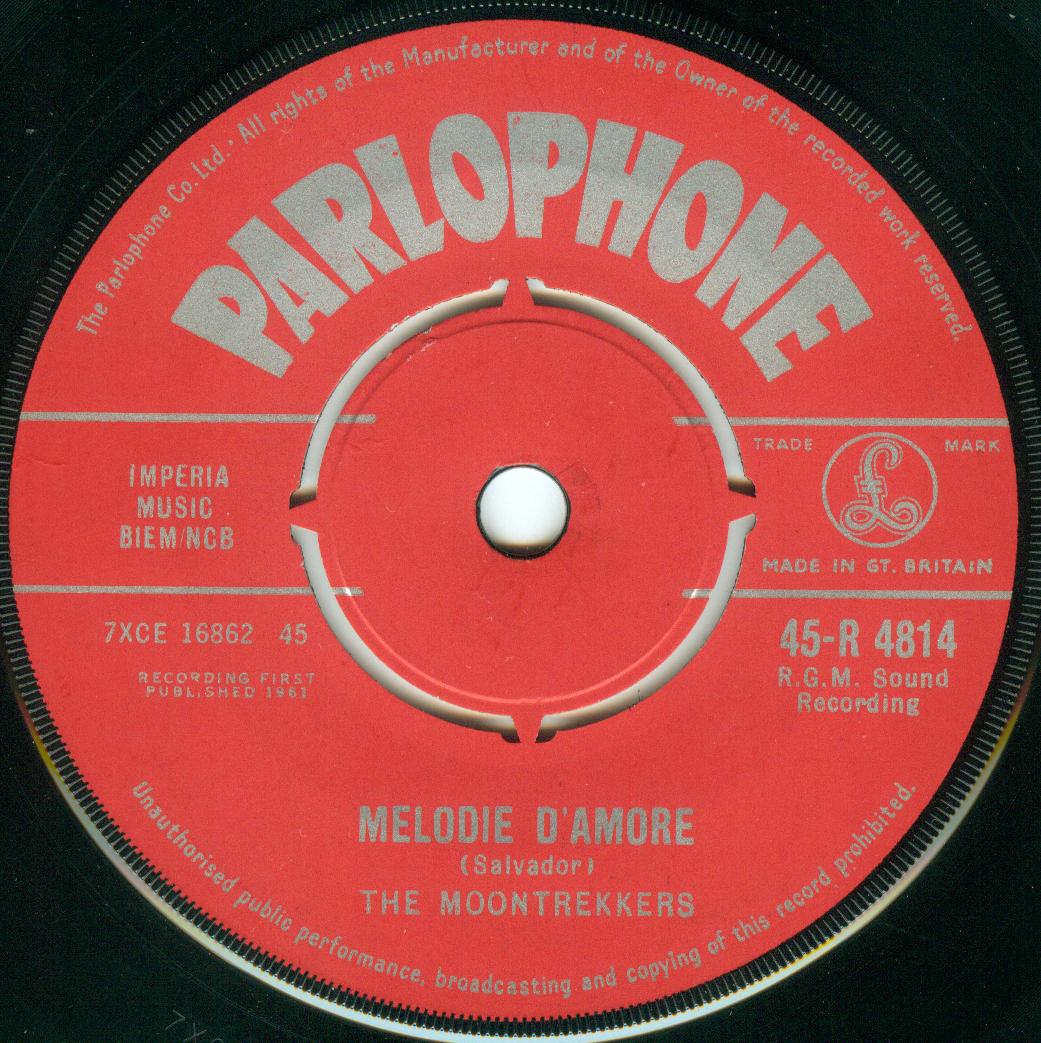 The Parlophone Co. Ltd. · All rights of the Manufacturer and of the Owner of the recorded work reserved.
PARLOPHONE
IMPERIA
MUSIC
BIEM/NCB
TRADE MARK
£
MADE IN GT. BRITAIN
7XCE 16862 45
RECORDING FIRST
PUBLISHED 1961
45-R 4814
R.G.M. Sound
Recording
MELODIE D'AMORE
(Salvador)
THE MOONTREKKERS
Unauthorised public performance, broadcasting and copying of this record prohibited.